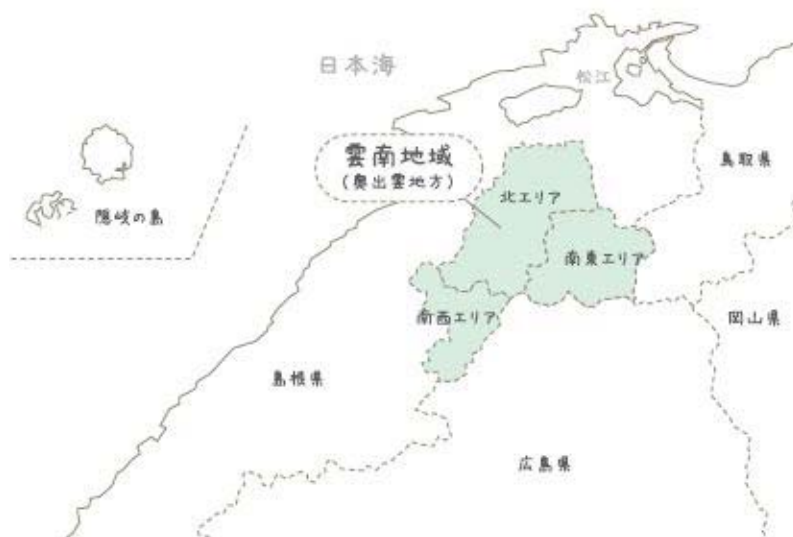 日本海
松江
雲南地域
(奥出雲地方)
鳥取県
北エリア
隠岐の島
南東エリア
南西エリア
岡山県
島根県
広島県